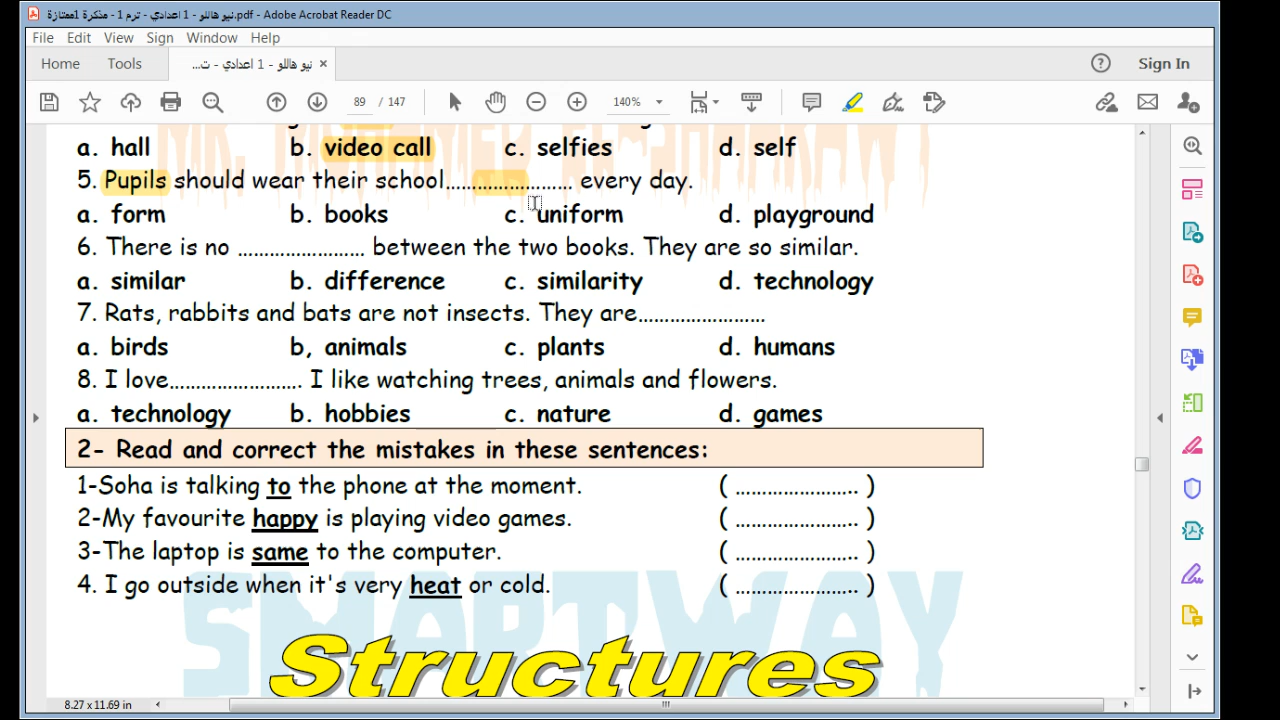 نيو هاللو - 1 اعدادي - ترم 1 - مذكرة 1ممتازة.pdf - Adobe Acrobat Reader DC
File Edit View Sign Window Help
Home Tools نيو هاللو - 1 اعدادي - ت... × Sign In
89 / 147 140%
a. hall b. video call c. selfies d. self
5. Pupils should wear their school…………………… every day.
a. form b. books c. uniform d. playground
6. There is no …………………… between the two books. They are so similar.
a. similar b. difference c. similarity d. technology
7. Rats, rabbits and bats are not insects. They are……………………
a. birds b, animals c. plants d. humans
8. I love……………………. I like watching trees, animals and flowers.
a. technology b. hobbies c. nature d. games
2- Read and correct the mistakes in these sentences:
1-Soha is talking to the phone at the moment. ( ………………….. )
2-My favourite happy is playing video games. ( ………………….. )
3-The laptop is same to the computer. ( ………………….. )
4. I go outside when it's very heat or cold. ( ………………….. )
SMARTWAY
Structures
8.27 x 11.69 in